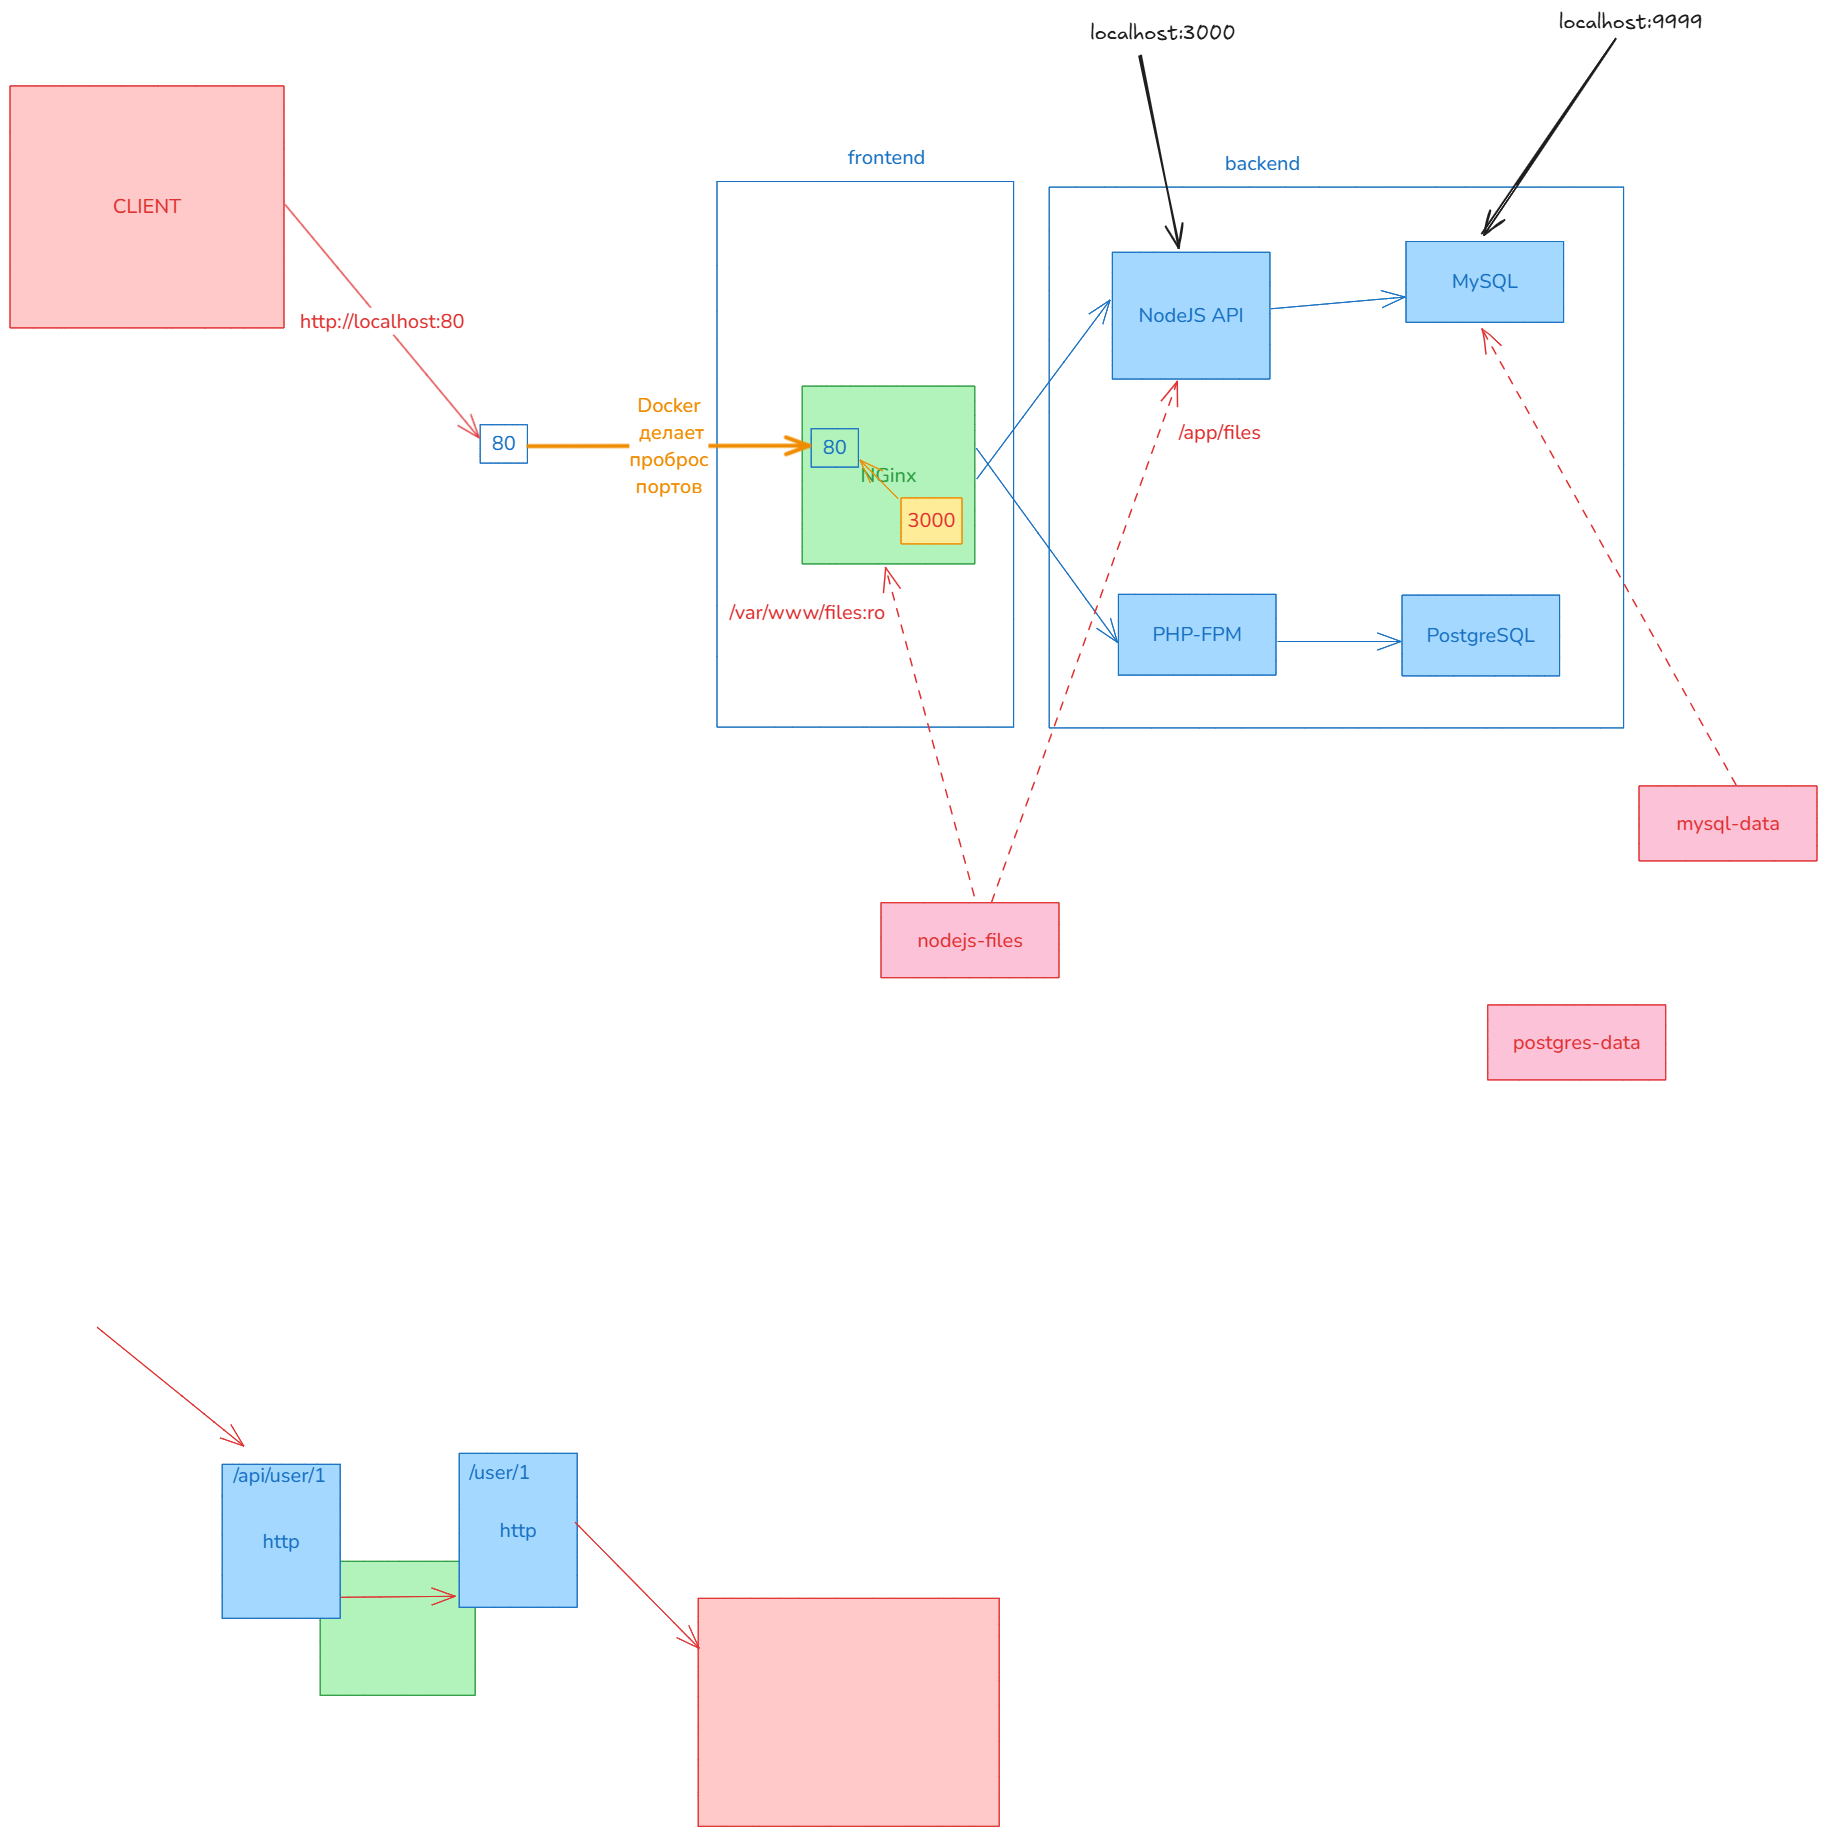 localhost:3000
localhost:9999
frontend
backend
CLIENT
http://localhost:80
80
Docker
делает
проброс
портов
80
NGinx
3000
NodeJS API
MySQL
/app/files
/var/www/files:ro
PHP-FPM
PostgreSQL
mysql-data
nodejs-files
postgres-data
/api/user/1
http
/user/1
http